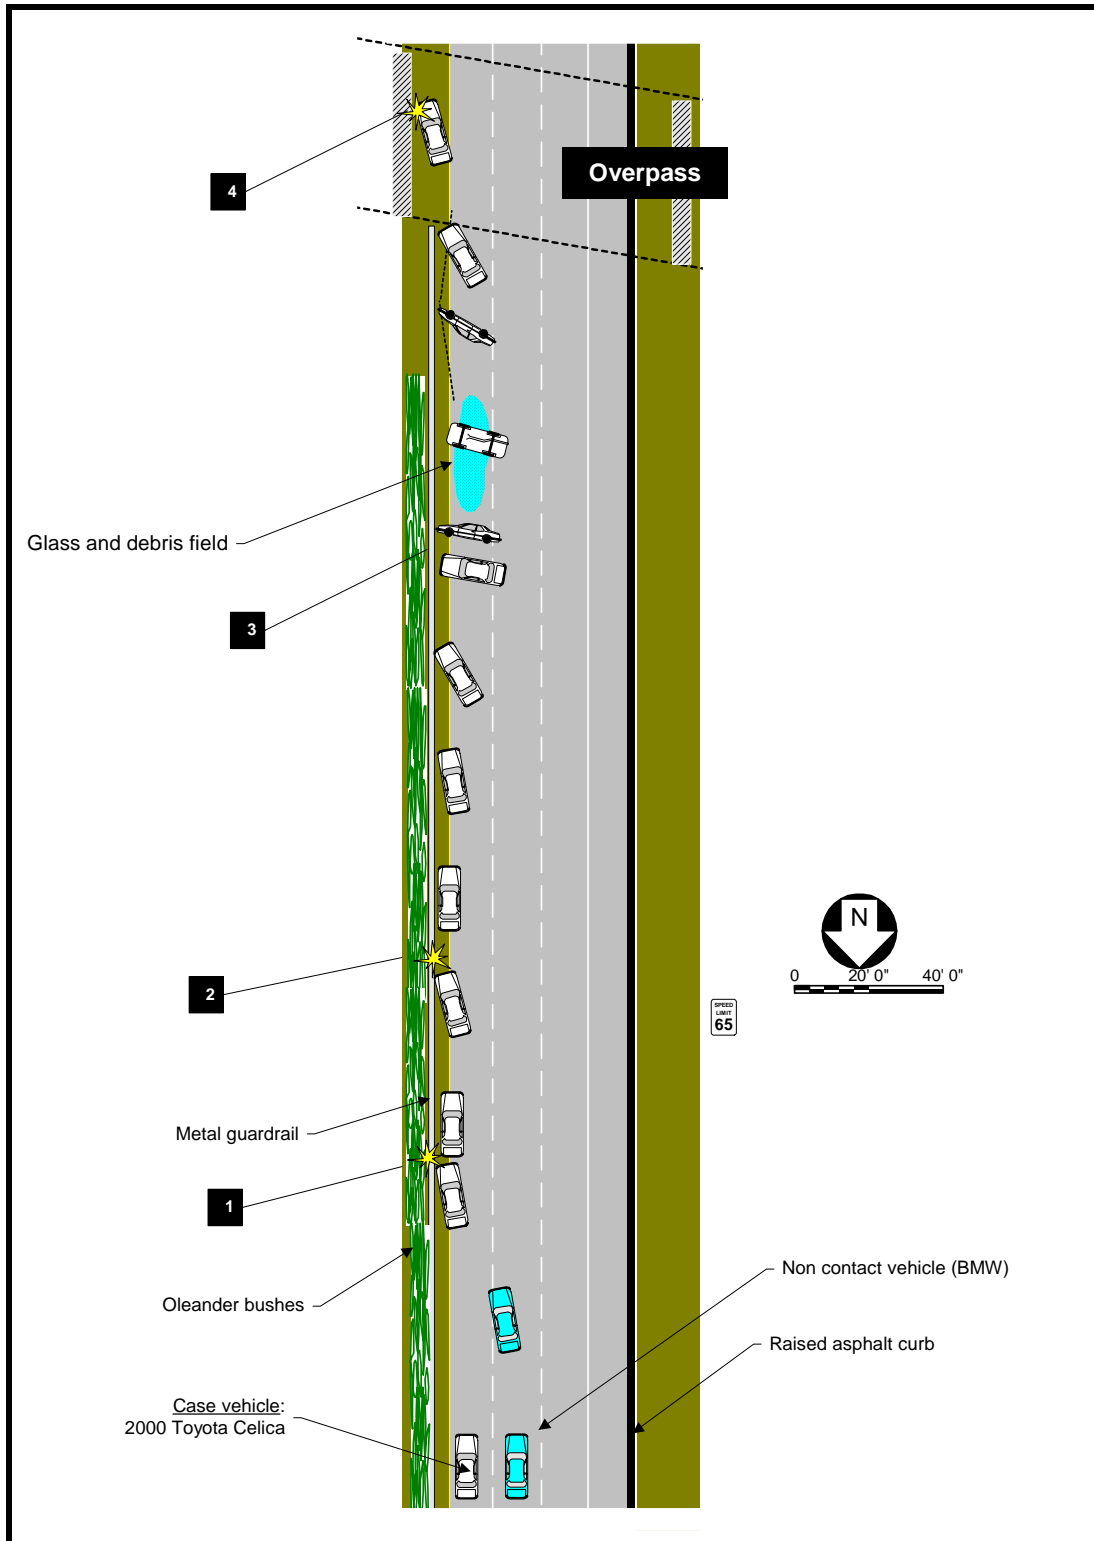 4
Overpass
Glass and debris field
3
N
0 20' 0" 40' 0"
2
SPEED
LIMIT
65
Metal guardrail
1
Non contact vehicle (BMW)
Oleander bushes
Raised asphalt curb
Case vehicle:
2000 Toyota Celica